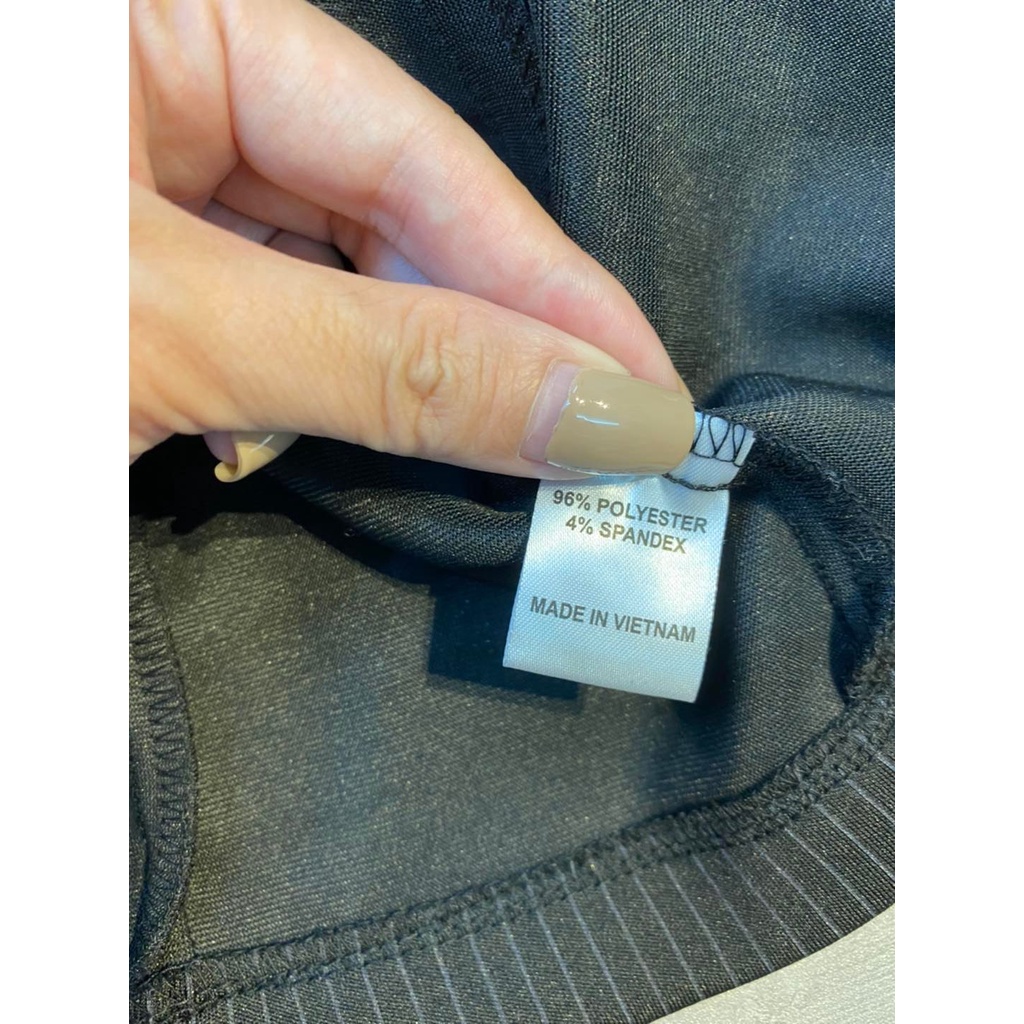 96% POLYESTER
4% SPANDEX
MADE IN VIETNAM